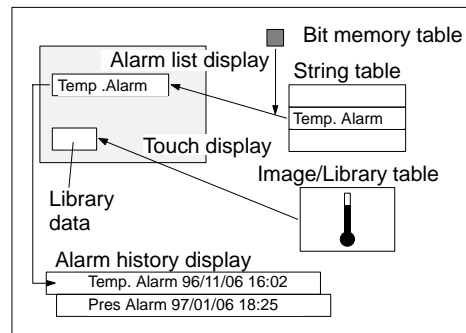 Bit memory table
Alarm list display
String table
Temp .Alarm
Temp. Alarm
Touch display
Image/Library table
Library
data
Alarm history display
Temp. Alarm 96/11/06 16:02
Pres Alarm 97/01/06 18:25